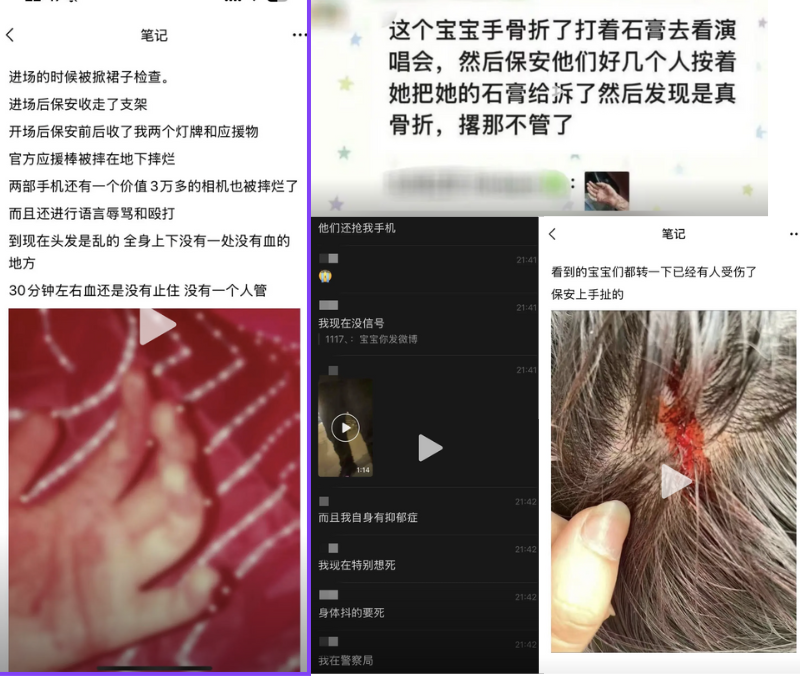 笔记
进场的时候被掀裙子检查。
进场后保安收走了支架
开场后保安前后收了我两个灯牌和应援物
官方应援棒被摔在地下摔烂
两部手机还有一个价值3万多的相机也被摔烂了
而且还进行语言辱骂和殴打
到现在头发是乱的 全身上下没有一处没有血的
地方
30分钟左右血还是没有止住 没有一个人管
这个宝宝手骨折了打着石膏去看演
唱会，然后保安他们好几个人按着
她把她的石膏给拆了然后发现是真
骨折，撂那不管了
:
他们还抢我手机
21:41
21:41
我现在没信号
1117、: 宝宝你发微博
21:41
1:14
21:42
而且我自身有抑郁症
21:42
我现在特别想死
21:42
身体抖的要死
21:42
我在警察局
笔记
看到的宝宝们都转一下已经有人受伤了
保安上手扯的